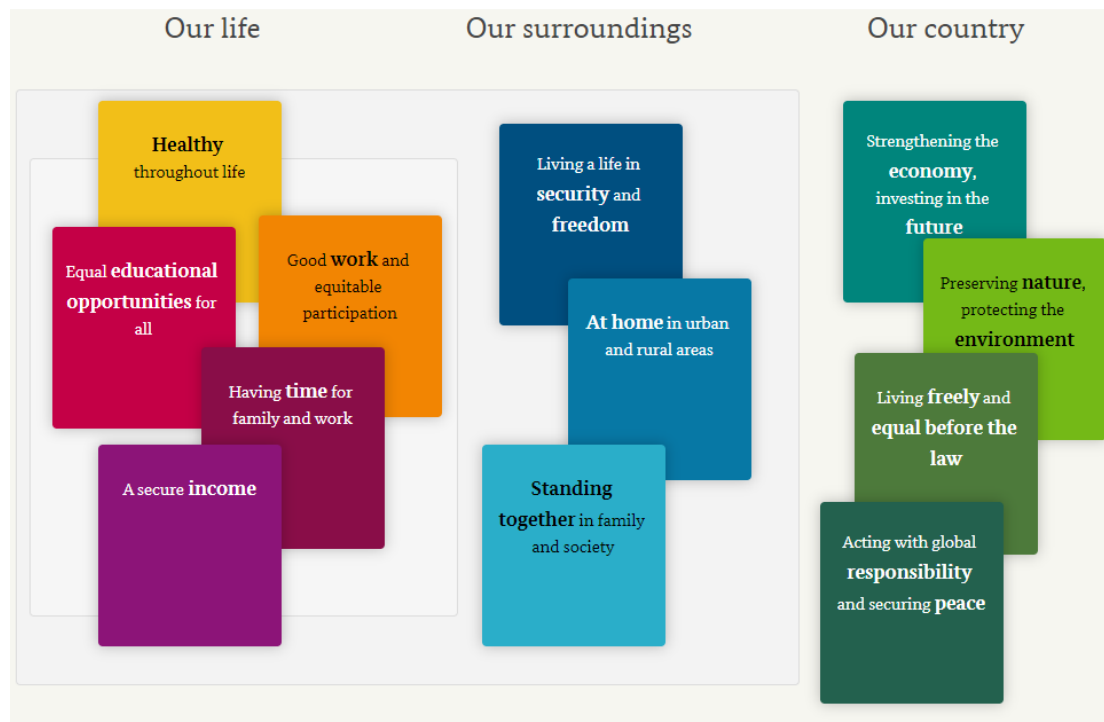 Our life
Our surroundings
Our country
Healthy
throughout life
Equal educational
opportunities for
all
Good work and
equitable
participation
Having time for
family and work
A secure income
Living a life in
security and
freedom
At home in urban
and rural areas
Standing
together in family
and society
Strengthening the
economy,
investing in the
future
Preserving nature,
protecting the
environment
Living freely and
equal before the
law
Acting with global
responsibility
and securing peace